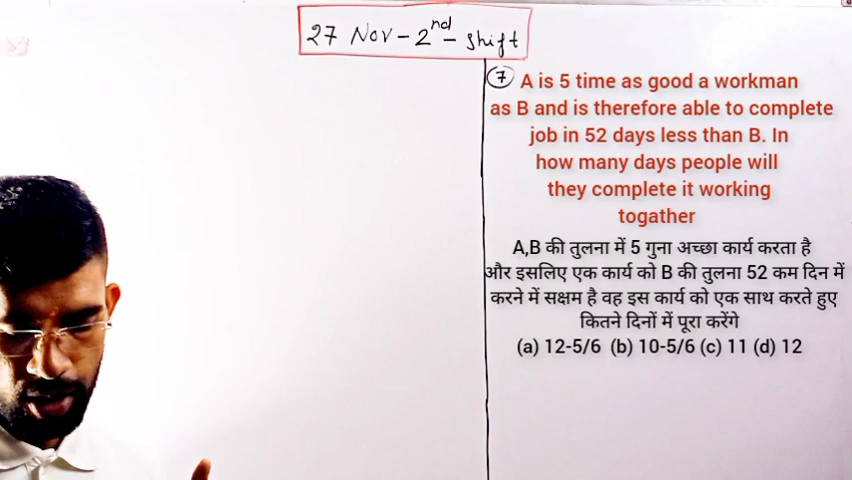 27 Nov - 2nd - shift
7 A is 5 time as good a workman
as B and is therefore able to complete
job in 52 days less than B. In
how many days people will
they complete it working
togather
A,B की तुलना में 5 गुना अच्छा कार्य करता है
और इसलिए एक कार्य को B की तुलना 52 कम दिन में
करने में सक्षम है वह इस कार्य को एक साथ करते हुए
कितने दिनों में पूरा करेंगे
(a) 12-5/6 (b) 10-5/6 (c) 11 (d) 12